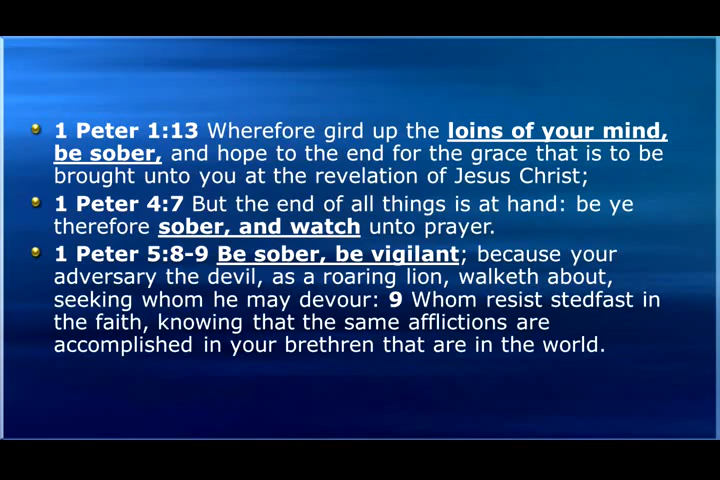 1 Peter 1:13 Wherefore gird up the loins of your mind,
be sober, and hope to the end for the grace that is to be
brought unto you at the revelation of Jesus Christ;
1 Peter 4:7 But the end of all things is at hand: be ye
therefore sober, and watch unto prayer.
1 Peter 5:8-9 Be sober, be vigilant; because your
adversary the devil, as a roaring lion, walketh about,
seeking whom he may devour: 9 Whom resist stedfast in
the faith, knowing that the same afflictions are
accomplished in your brethren that are in the world.